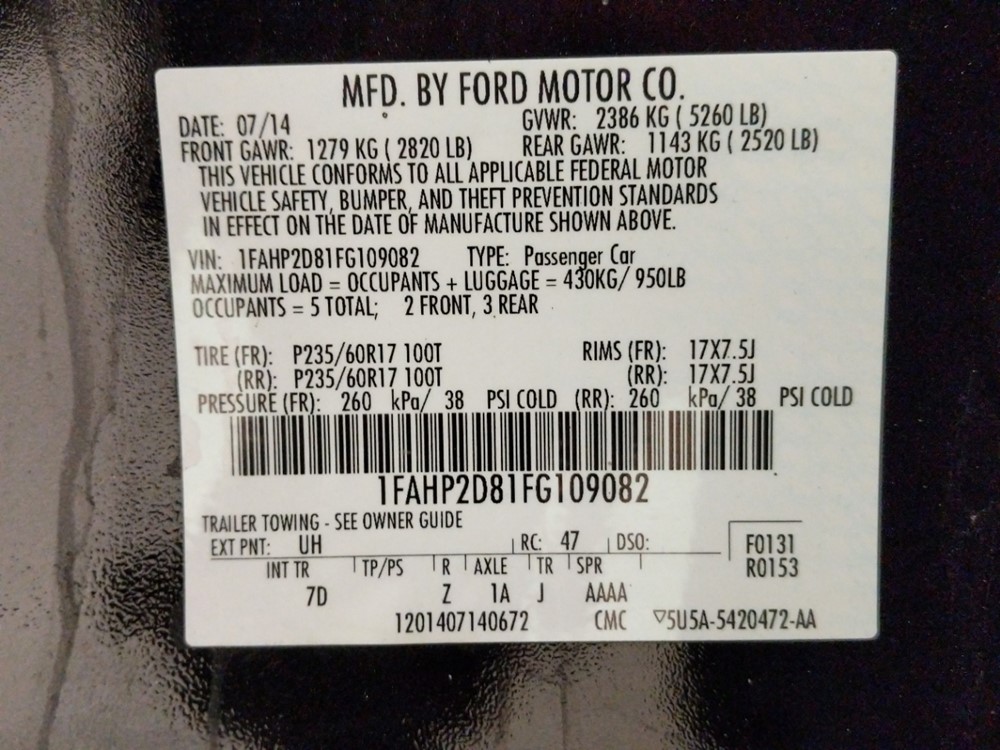 MFD. BY FORD MOTOR CO.
DATE: 07/14 GVWR: 2386 KG ( 5260 LB)
FRONT GAWR: 1279 KG ( 2820 LB) REAR GAWR: 1143 KG ( 2520 LB)
THIS VEHICLE CONFORMS TO ALL APPLICABLE FEDERAL MOTOR
VEHICLE SAFETY, BUMPER, AND THEFT PREVENTION STANDARDS
IN EFFECT ON THE DATE OF MANUFACTURE SHOWN ABOVE.
VIN: 1FAHP2D81FG109082 TYPE: Passenger Car
MAXIMUM LOAD = OCCUPANTS + LUGGAGE = 430KG/ 950LB
OCCUPANTS = 5 TOTAL; 2 FRONT, 3 REAR
TIRE (FR): P235/60R17 100T RIMS (FR): 17X7.5J
(RR): P235/60R17 100T (RR): 17X7.5J
PRESSURE (FR): 260 kPa/ 38 PSI COLD (RR): 260 kPa/ 38 PSI COLD
1FAHP2D81FG109082
TRAILER TOWING - SEE OWNER GUIDE
EXT PNT: UH RC: 47 DSO: F0131
INT TR TP/PS R AXLE TR SPR R0153
7D Z 1A J AAAA
1201407140672 CMC ▽5U5A-5420472-AA